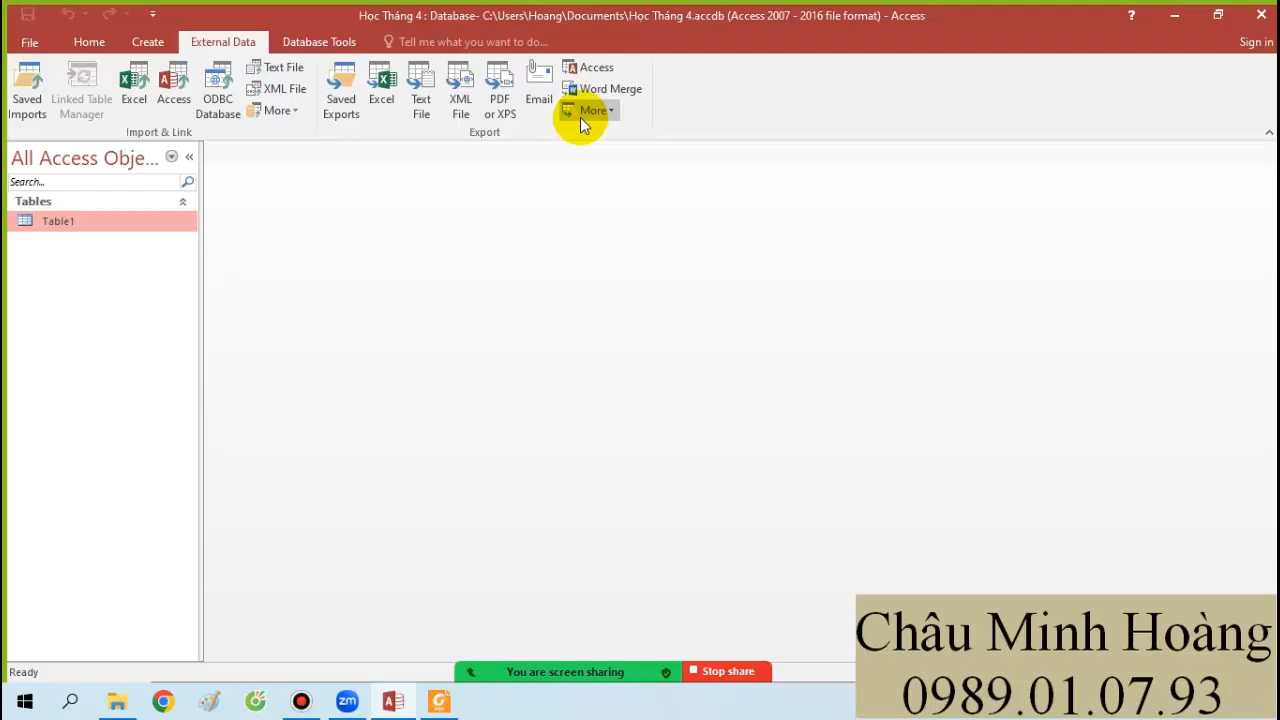 Học Tháng 4 : Database- C:\Users\Hoang\Documents\Học Tháng 4.accdb (Access 2007 - 2016 file format) - Access
?
File Home Create External Data Database Tools Tell me what you want to do...
Sign in
Saved Imports
Linked Table Manager
Excel
Access
ODBC Database
Text File
XML File
More
Import & Link
Saved Exports
Excel
Text File
XML File
PDF or XPS
Email
Access
Word Merge
More
Export
All Access Obje...
Search...
Tables
Table1
Ready
You are screen sharing
Stop share
zm
Châu Minh Hoàng
0989.01.07.93